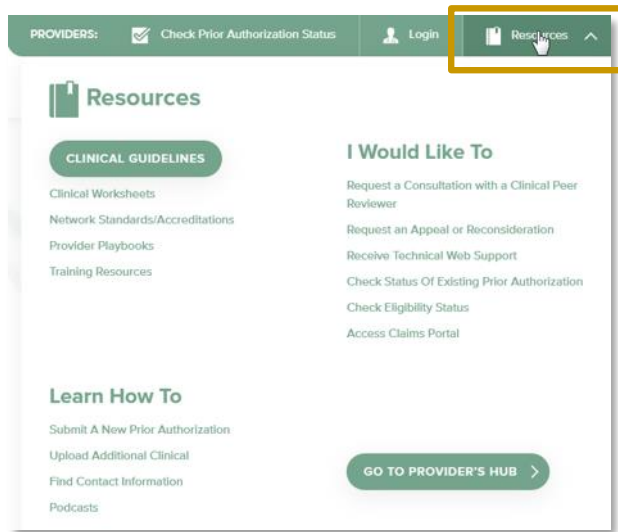 PROVIDERS: Check Prior Authorization Status Login Resources
Resources
CLINICAL GUIDELINES
Clinical Worksheets
Network Standards/Accreditations
Provider Playbooks
Training Resources
I Would Like To
Request a Consultation with a Clinical Peer
Reviewer
Request an Appeal or Reconsideration
Receive Technical Web Support
Check Status Of Existing Prior Authorization
Check Eligibility Status
Access Claims Portal
Learn How To
Submit A New Prior Authorization
Upload Additional Clinical
Find Contact Information
Podcasts
GO TO PROVIDER'S HUB